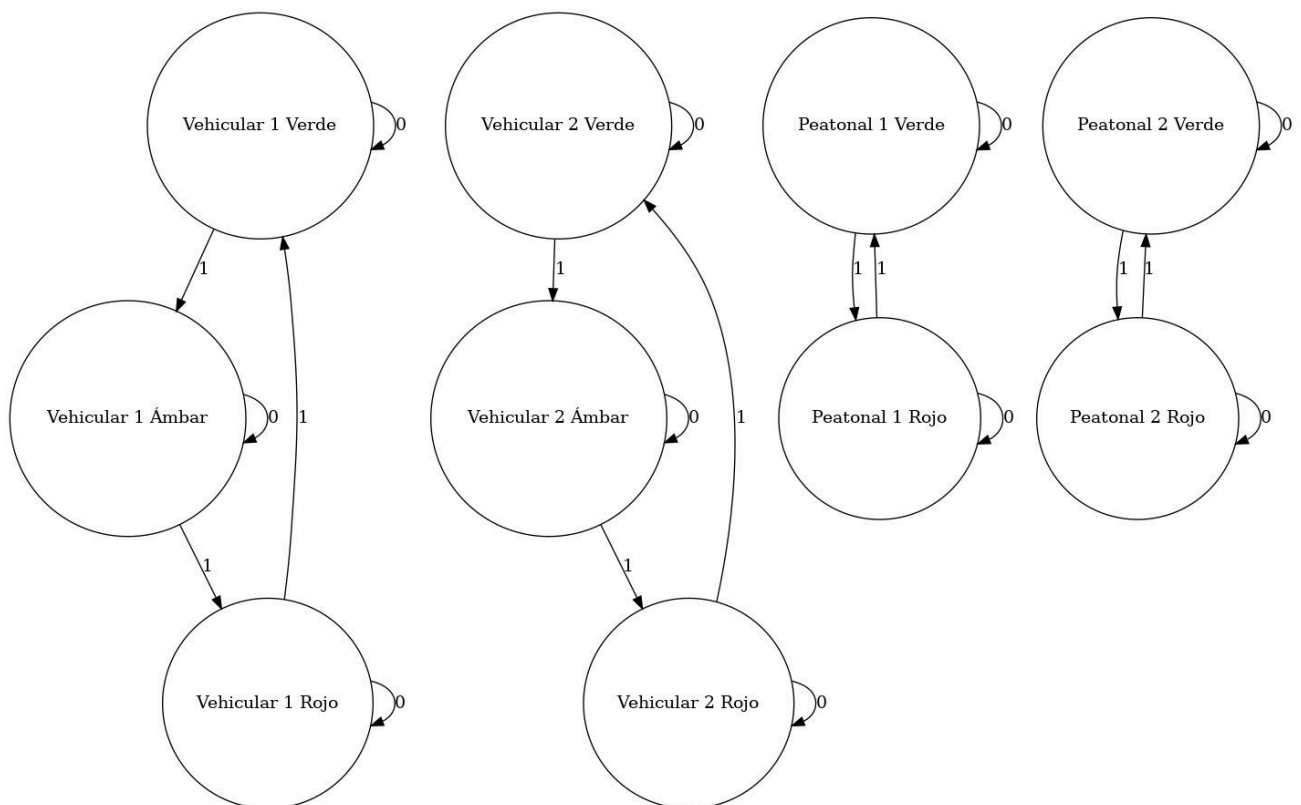 Vehicular 1 Verde
0
Vehicular 2 Verde
0
Peatonal 1 Verde
0
Peatonal 2 Verde
0
1
1
1
1
1
1
Vehicular 1 Ámbar
0
1
Vehicular 2 Ámbar
0
1
Peatonal 1 Rojo
0
Peatonal 2 Rojo
0
1
1
Vehicular 1 Rojo
0
Vehicular 2 Rojo
0